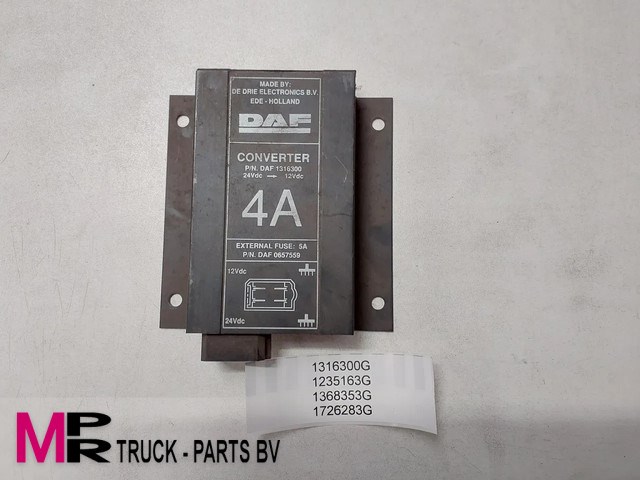 MADE BY:
DE DRIE ELECTRONICS B.V.
EDE - HOLLAND
DAF
CONVERTER
P/N. DAF 1316300
24Vdc → 12Vdc
4A
EXTERNAL FUSE: 5A
P/N. DAF 0657559
12Vdc
24Vdc
1316300G
1235163G
1368353G
1726283G
MPR TRUCK - PARTS BV